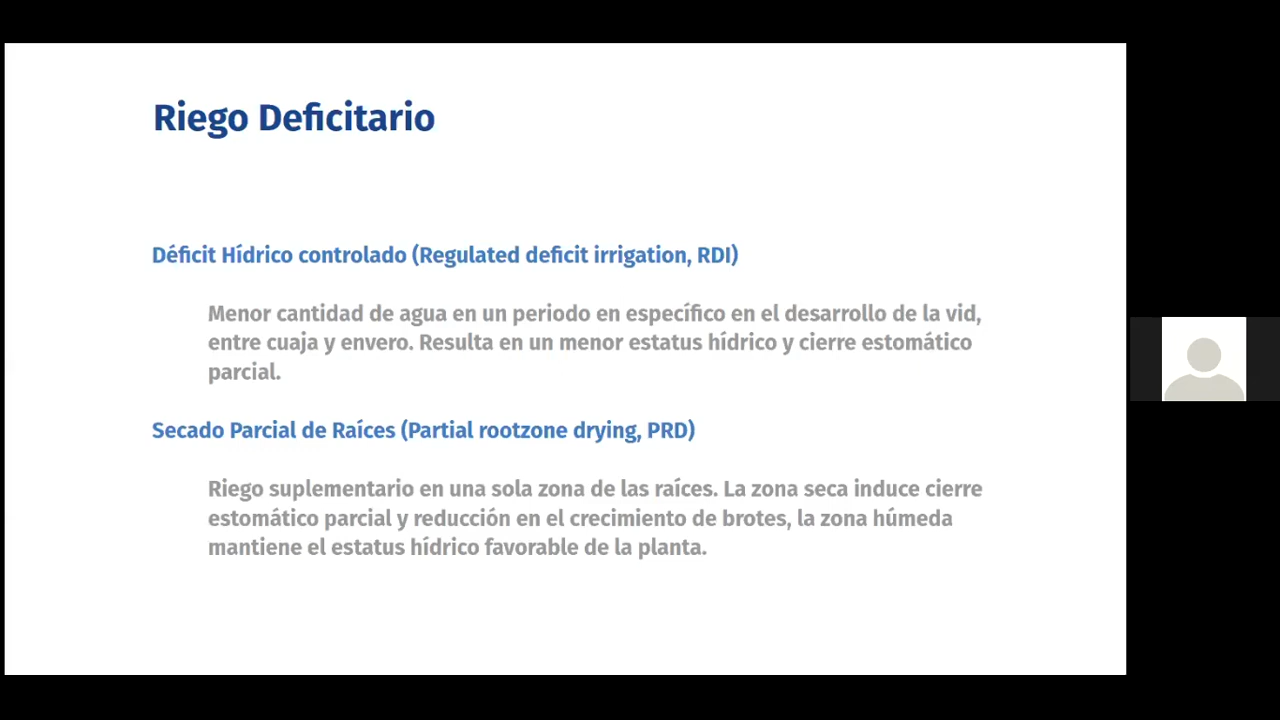 Riego Deficitario
Déficit Hídrico controlado (Regulated deficit irrigation, RDI)
Menor cantidad de agua en un periodo en específico en el desarrollo de la vid,
entre cuaja y envero. Resulta en un menor estatus hídrico y cierre estomático
parcial.
Secado Parcial de Raíces (Partial rootzone drying, PRD)
Riego suplementario en una sola zona de las raíces. La zona seca induce cierre
estomático parcial y reducción en el crecimiento de brotes, la zona húmeda
mantiene el estatus hídrico favorable de la planta.